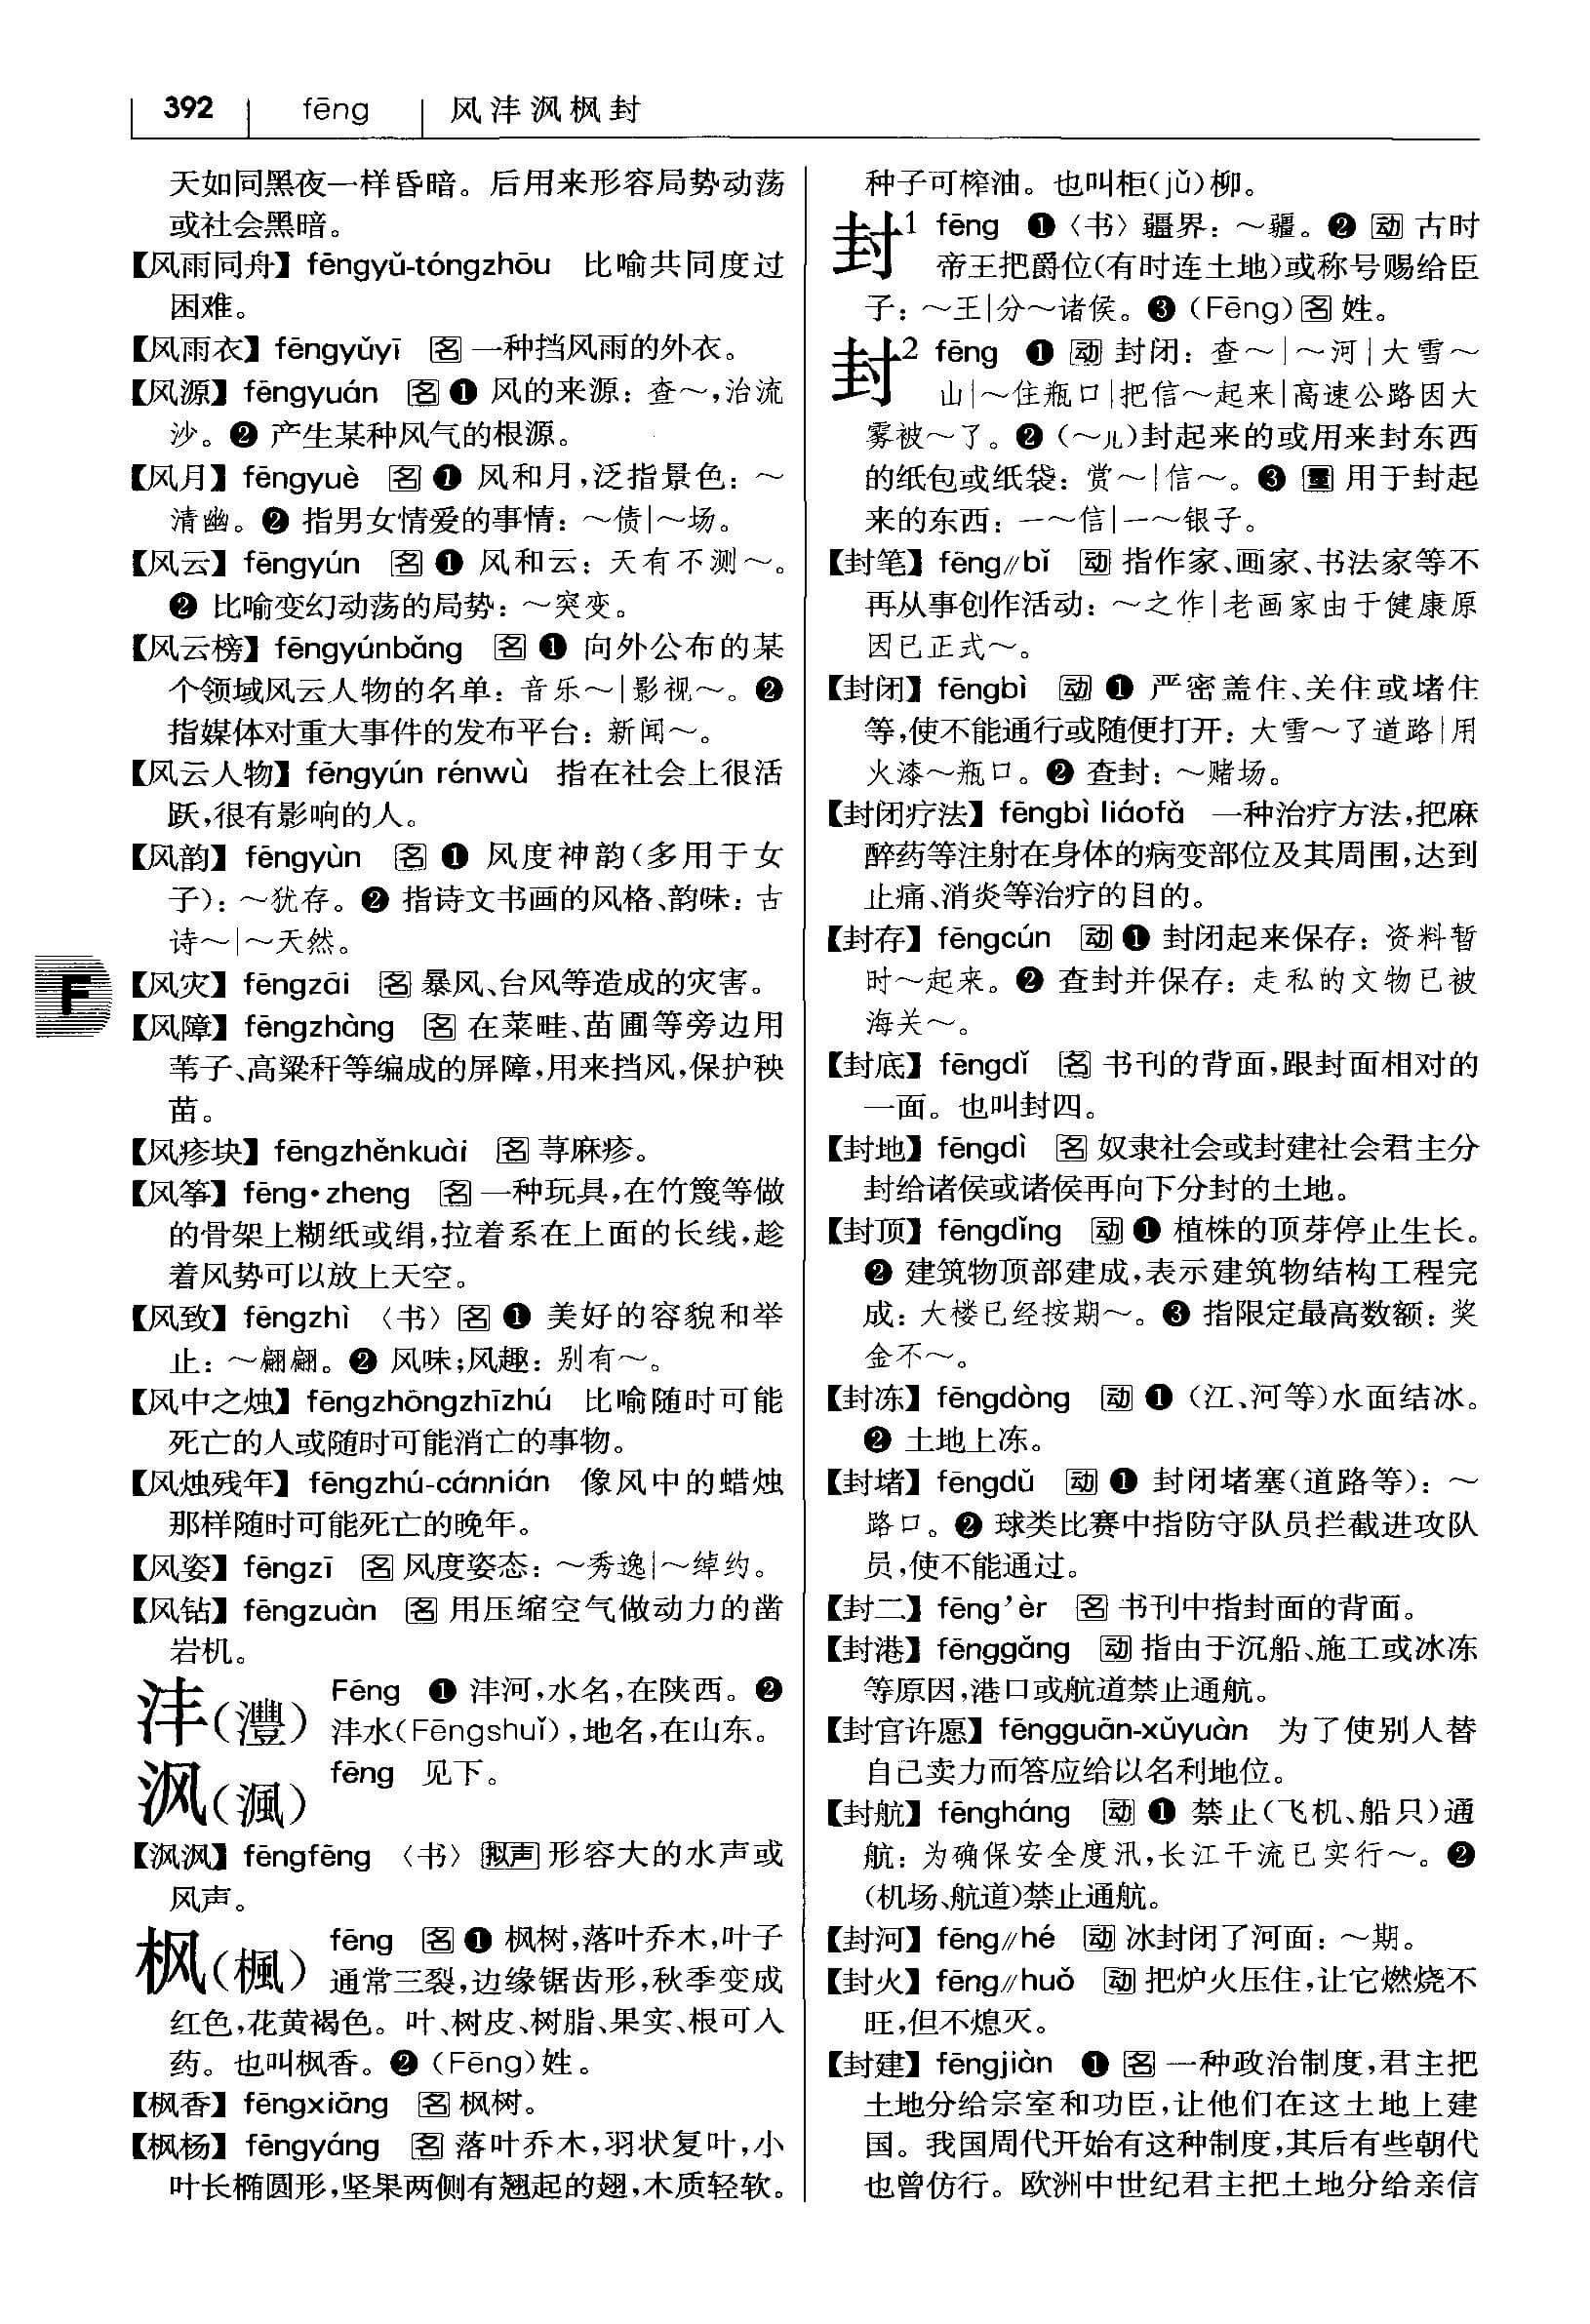 392 fēng 风沣沨枫封
天如同黑夜一样昏暗。后用来形容局势动荡
或社会黑暗。
【风雨同舟】fēngyǔ-tóngzhōu 比喻共同度过
困难。
【风雨衣】fēngyǔyī 名 一种挡风雨的外衣。
【风源】fēngyuán 名 ❶ 风的来源：查～，治流
沙。❷ 产生某种风气的根源。
【风月】fēngyuè 名 ❶ 风和月，泛指景色：～
清幽。❷ 指男女情爱的事情：～债|～场。
【风云】fēngyún 名 ❶ 风和云：天有不测～。
❷ 比喻变幻动荡的局势：～突变。
【风云榜】fēngyúnbǎng 名 ❶ 向外公布的某
个领域风云人物的名单：音乐～|影视～。❷
指媒体对重大事件的发布平台：新闻～。
【风云人物】fēngyún rénwù 指在社会上很活
跃，很有影响的人。
【风韵】fēngyùn 名 ❶ 风度神韵（多用于女
子）：～犹存。❷ 指诗文书画的风格、韵味：古
诗～|～天然。
F
【风灾】fēngzāi 名 暴风、台风等造成的灾害。
【风障】fēngzhàng 名 在菜畦、苗圃等旁边用
苇子、高粱秆等编成的屏障，用来挡风，保护秧
苗。
【风疹块】fēngzhěnkuài 名 荨麻疹。
【风筝】fēng•zheng 名 一种玩具，在竹篾等做
的骨架上糊纸或绢，拉着系在上面的长线，趁
着风势可以放上天空。
【风致】fēngzhì 〈书〉名 ❶ 美好的容貌和举
止：～翩翩。❷ 风味；风趣：别有～。
【风中之烛】fēngzhōngzhīzhú 比喻随时可能
死亡的人或随时可能消亡的事物。
【风烛残年】fēngzhú-cánnián 像风中的蜡烛
那样随时可能死亡的晚年。
【风姿】fēngzī 名 风度姿态：～秀逸|～绰约。
【风钻】fēngzuàn 名 用压缩空气做动力的凿
岩机。
沣（灃） Fēng ❶ 沣河，水名，在陕西。❷
沣水（Fēngshuǐ），地名，在山东。
沨（渢） fēng 见下。
【沨沨】fēngfēng 〈书〉拟声 形容大的水声或
风声。
枫（楓） fēng 名 ❶ 枫树，落叶乔木，叶子
通常三裂，边缘锯齿形，秋季变成
红色，花黄褐色。叶、树皮、树脂、果实、根可入
药。也叫枫香。❷（Fēng）姓。
【枫香】fēngxiāng 名 枫树。
【枫杨】fēngyáng 名 落叶乔木，羽状复叶，小
叶长椭圆形，坚果两侧有翘起的翅，木质轻软。
种子可榨油。也叫柜（jǔ）柳。
封1 fēng ❶〈书〉疆界：～疆。❷ 动 古时
帝王把爵位（有时连土地）或称号赐给臣
子：～王|分～诸侯。❸（Fēng）名 姓。
封2 fēng ❶ 动 封闭：查～|～河|大雪～
山|～住瓶口|把信～起来|高速公路因大
雾被～了。❷（～儿）封起来的或用来封东西
的纸包或纸袋：赏～|信～。❸ 量 用于封起
来的东西：一～信|一～银子。
【封笔】fēng//bǐ 动 指作家、画家、书法家等不
再从事创作活动：～之作|老画家由于健康原
因已正式～。
【封闭】fēngbì 动 ❶ 严密盖住、关住或堵住
等，使不能通行或随便打开：大雪～了道路|用
火漆～瓶口。❷ 查封：～赌场。
【封闭疗法】fēngbì liáofǎ 一种治疗方法，把麻
醉药等注射在身体的病变部位及其周围，达到
止痛、消炎等治疗的目的。
【封存】fēngcún 动 ❶ 封闭起来保存：资料暂
时～起来。❷ 查封并保存：走私的文物已被
海关～。
【封底】fēngdǐ 名 书刊的背面，跟封面相对的
一面。也叫封四。
【封地】fēngdì 名 奴隶社会或封建社会君主分
封给诸侯或诸侯再向下分封的土地。
【封顶】fēngdǐng 动 ❶ 植株的顶芽停止生长。
❷ 建筑物顶部建成，表示建筑物结构工程完
成：大楼已经按期～。❸ 指限定最高数额：奖
金不～。
【封冻】fēngdòng 动 ❶（江、河等）水面结冰。
❷ 土地上冻。
【封堵】fēngdǔ 动 ❶ 封闭堵塞（道路等）：～
路口。❷ 球类比赛中指防守队员拦截进攻队
员，使不能通过。
【封二】fēng’èr 名 书刊中指封面的背面。
【封港】fēnggǎng 动 指由于沉船、施工或冰冻
等原因，港口或航道禁止通航。
【封官许愿】fēngguān-xǔyuàn 为了使别人替
自己卖力而答应给以名利地位。
【封航】fēngháng 动 ❶ 禁止（飞机、船只）通
航：为确保安全度汛，长江干流已实行～。❷
（机场、航道）禁止通航。
【封河】fēng//hé 动 冰封闭了河面：～期。
【封火】fēng//huǒ 动 把炉火压住，让它燃烧不
旺，但不熄灭。
【封建】fēngjiàn ❶ 名 一种政治制度，君主把
土地分给宗室和功臣，让他们在这土地上建
国。我国周代开始有这种制度，其后有些朝代
也曾仿行。欧洲中世纪君主把土地分给亲信